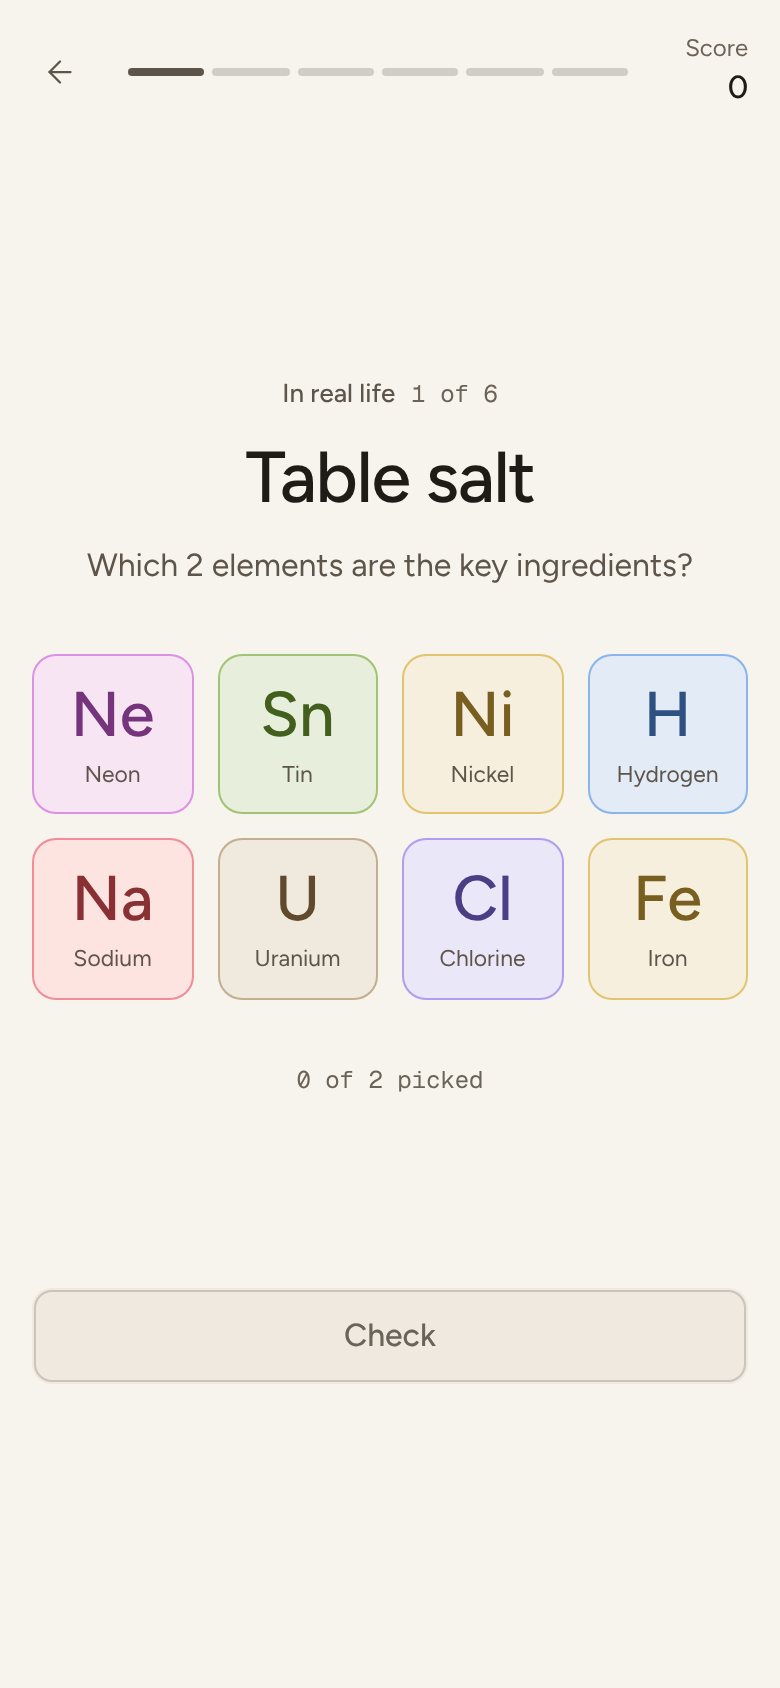 Score
0
In real life 1 of 6
Table salt
Which 2 elements are the key ingredients?
Ne Sn Ni H
Neon Tin Nickel Hydrogen
Na U Cl Fe
Sodium Uranium Chlorine Iron
0 of 2 picked
Check